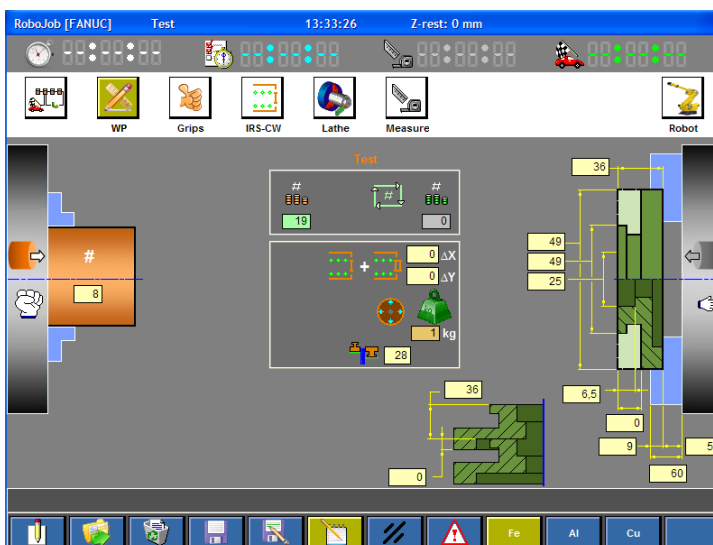 RoboJob [FANUC] Test 13:33:26 Z-rest: 0 mm
WP Grips IRS-CW Lathe Measure Robot
Test
# # #
19 0
0 ΔX
0 ΔY
1 kg
28
#
8
36
49
49
25
6,5
0
9 5
60
36
0
Fe Al Cu